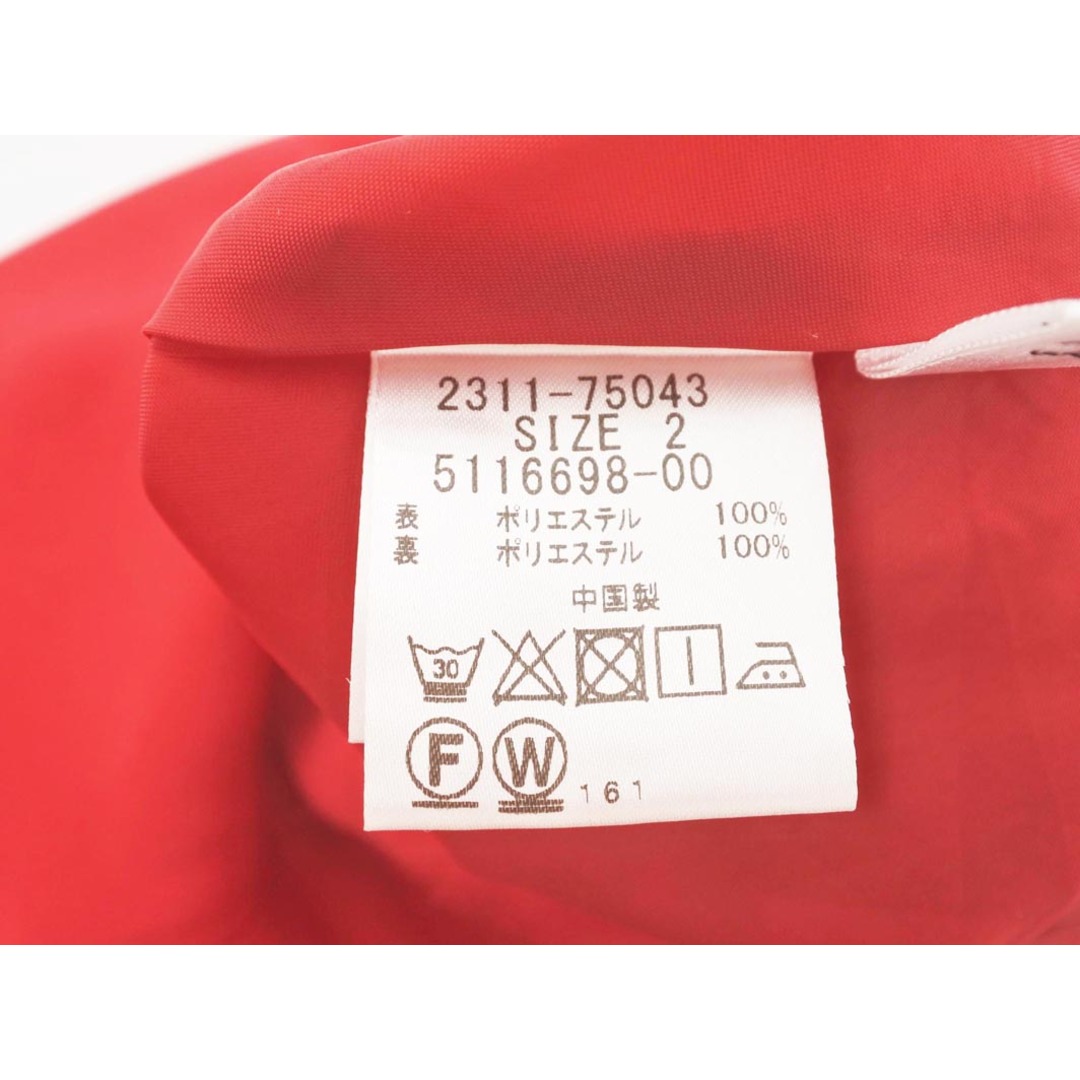 2311-75043
SIZE 2
5116698-00
表 ポリエステル 100%
裏 ポリエステル 100%
中国製
30
F W 161